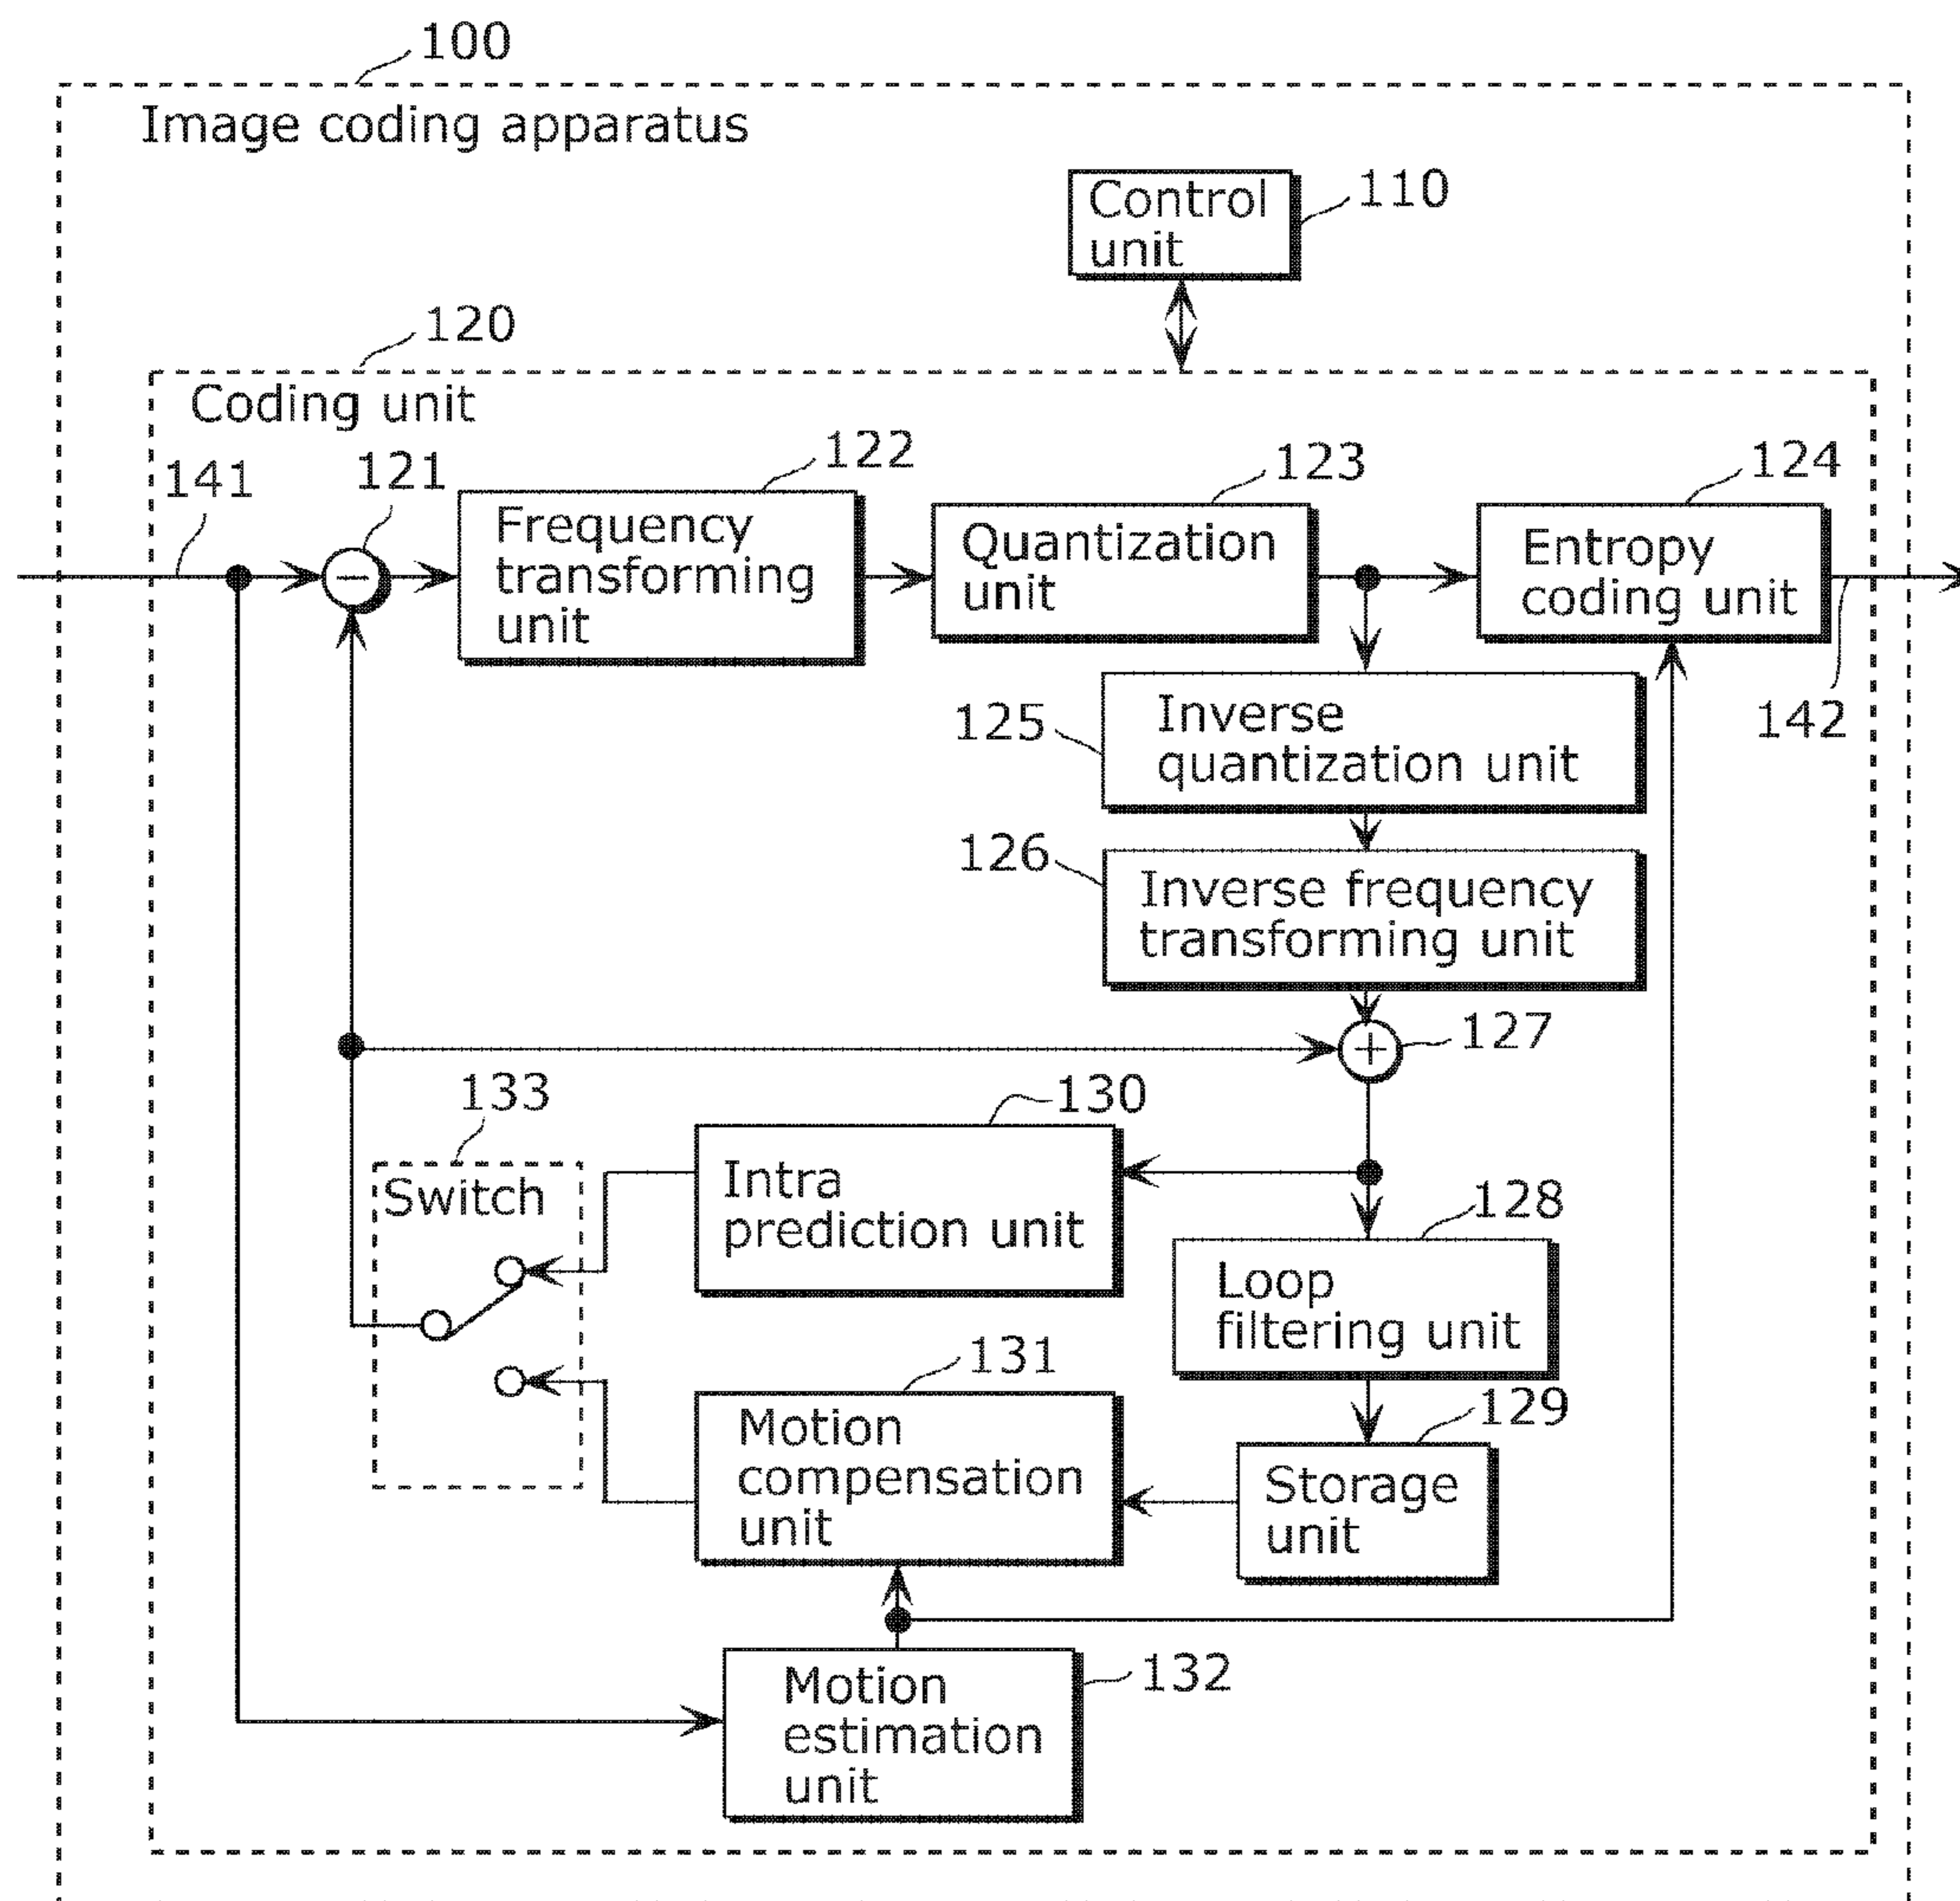 100
Image coding apparatus
Control
unit
110
120
Coding unit
141
121
122
Frequency
transforming
unit
123
Quantization
unit
124
Entropy
coding unit
142
125
Inverse
quantization unit
126
Inverse frequency
transforming unit
127
133
Switch
130
Intra
prediction unit
128
Loop
filtering unit
131
Motion
compensation
unit
129
Storage
unit
132
Motion
estimation
unit